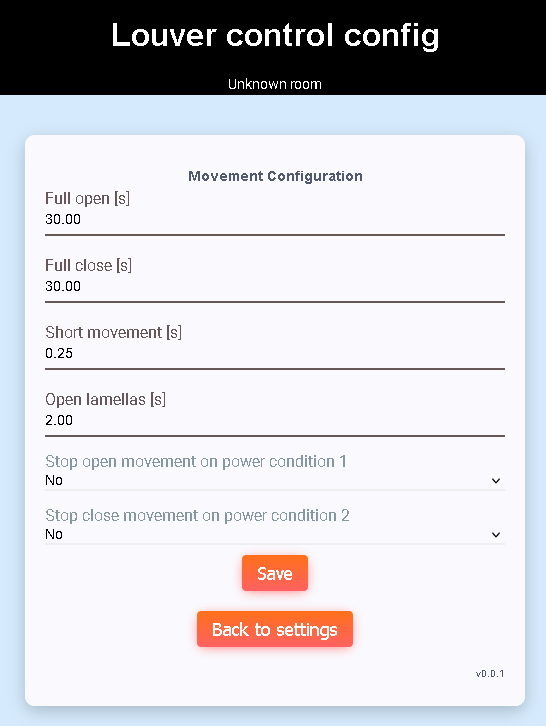 Louver control config
Unknown room
Movement Configuration
Full open [s]
30.00
Full close [s]
30.00
Short movement [s]
0.25
Open lamellas [s]
2.00
Stop open movement on power condition 1
No
Stop close movement on power condition 2
No
Save
Back to settings
v0.0.1